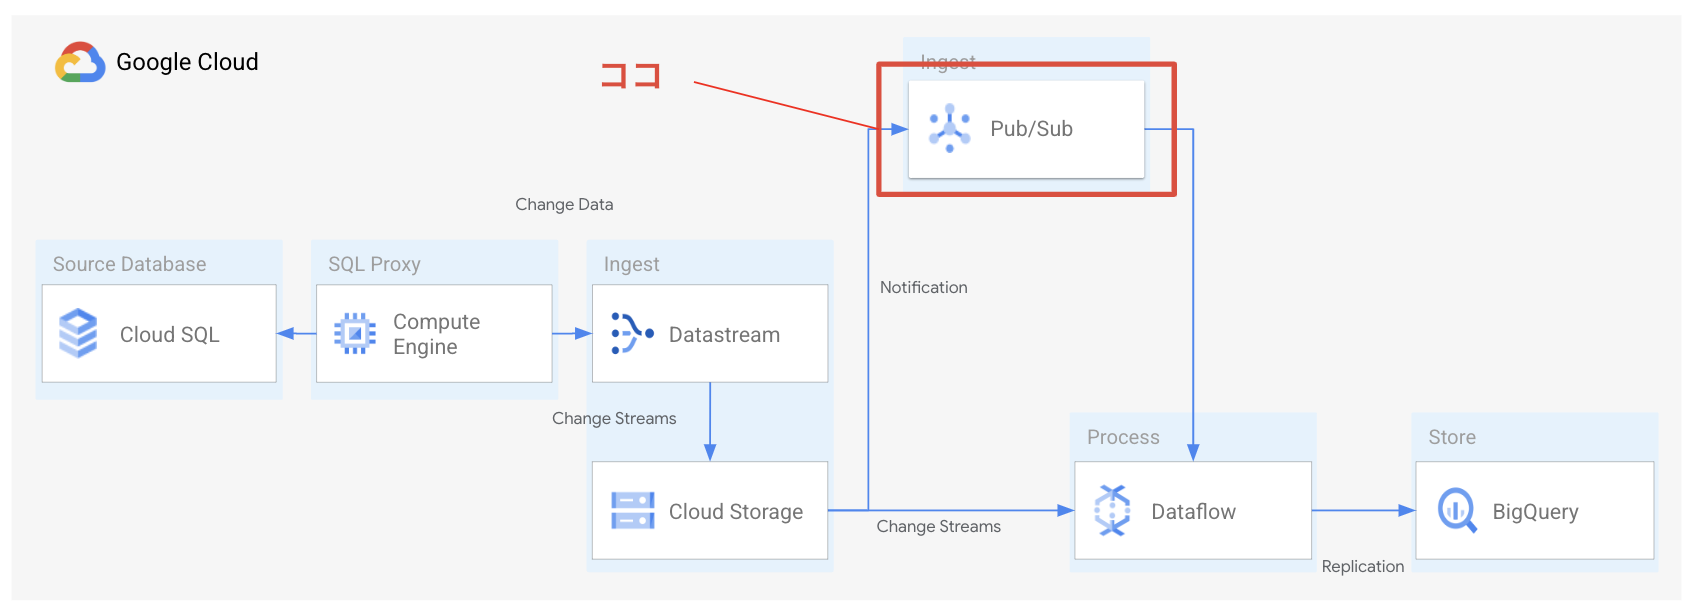 Google Cloud
ココ
Ingest
Pub/Sub
Change Data
Source Database
SQL Proxy
Ingest
Notification
Cloud SQL
Compute
Engine
Datastream
Change Streams
Process
Store
Cloud Storage
Dataflow
BigQuery
Change Streams
Replication